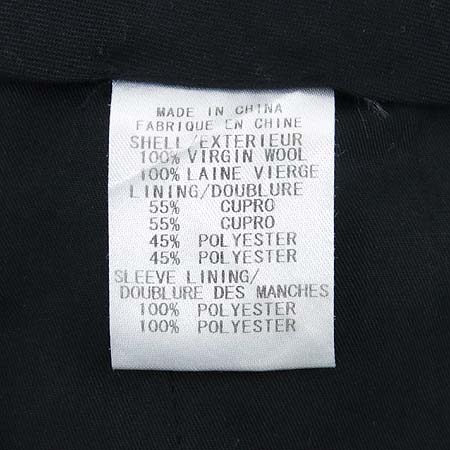 MADE IN CHINA
FABRIQUE EN CHINE
SHELL/EXTERIEUR
100% VIRGIN WOOL
100% LAINE VIERGE
LINING/DOUBLURE
55% CUPRO
55% CUPRO
45% POLYESTER
45% POLYESTER
SLEEVE LINING/
DOUBLURE DES MANCHES
100% POLYESTER
100% POLYESTER